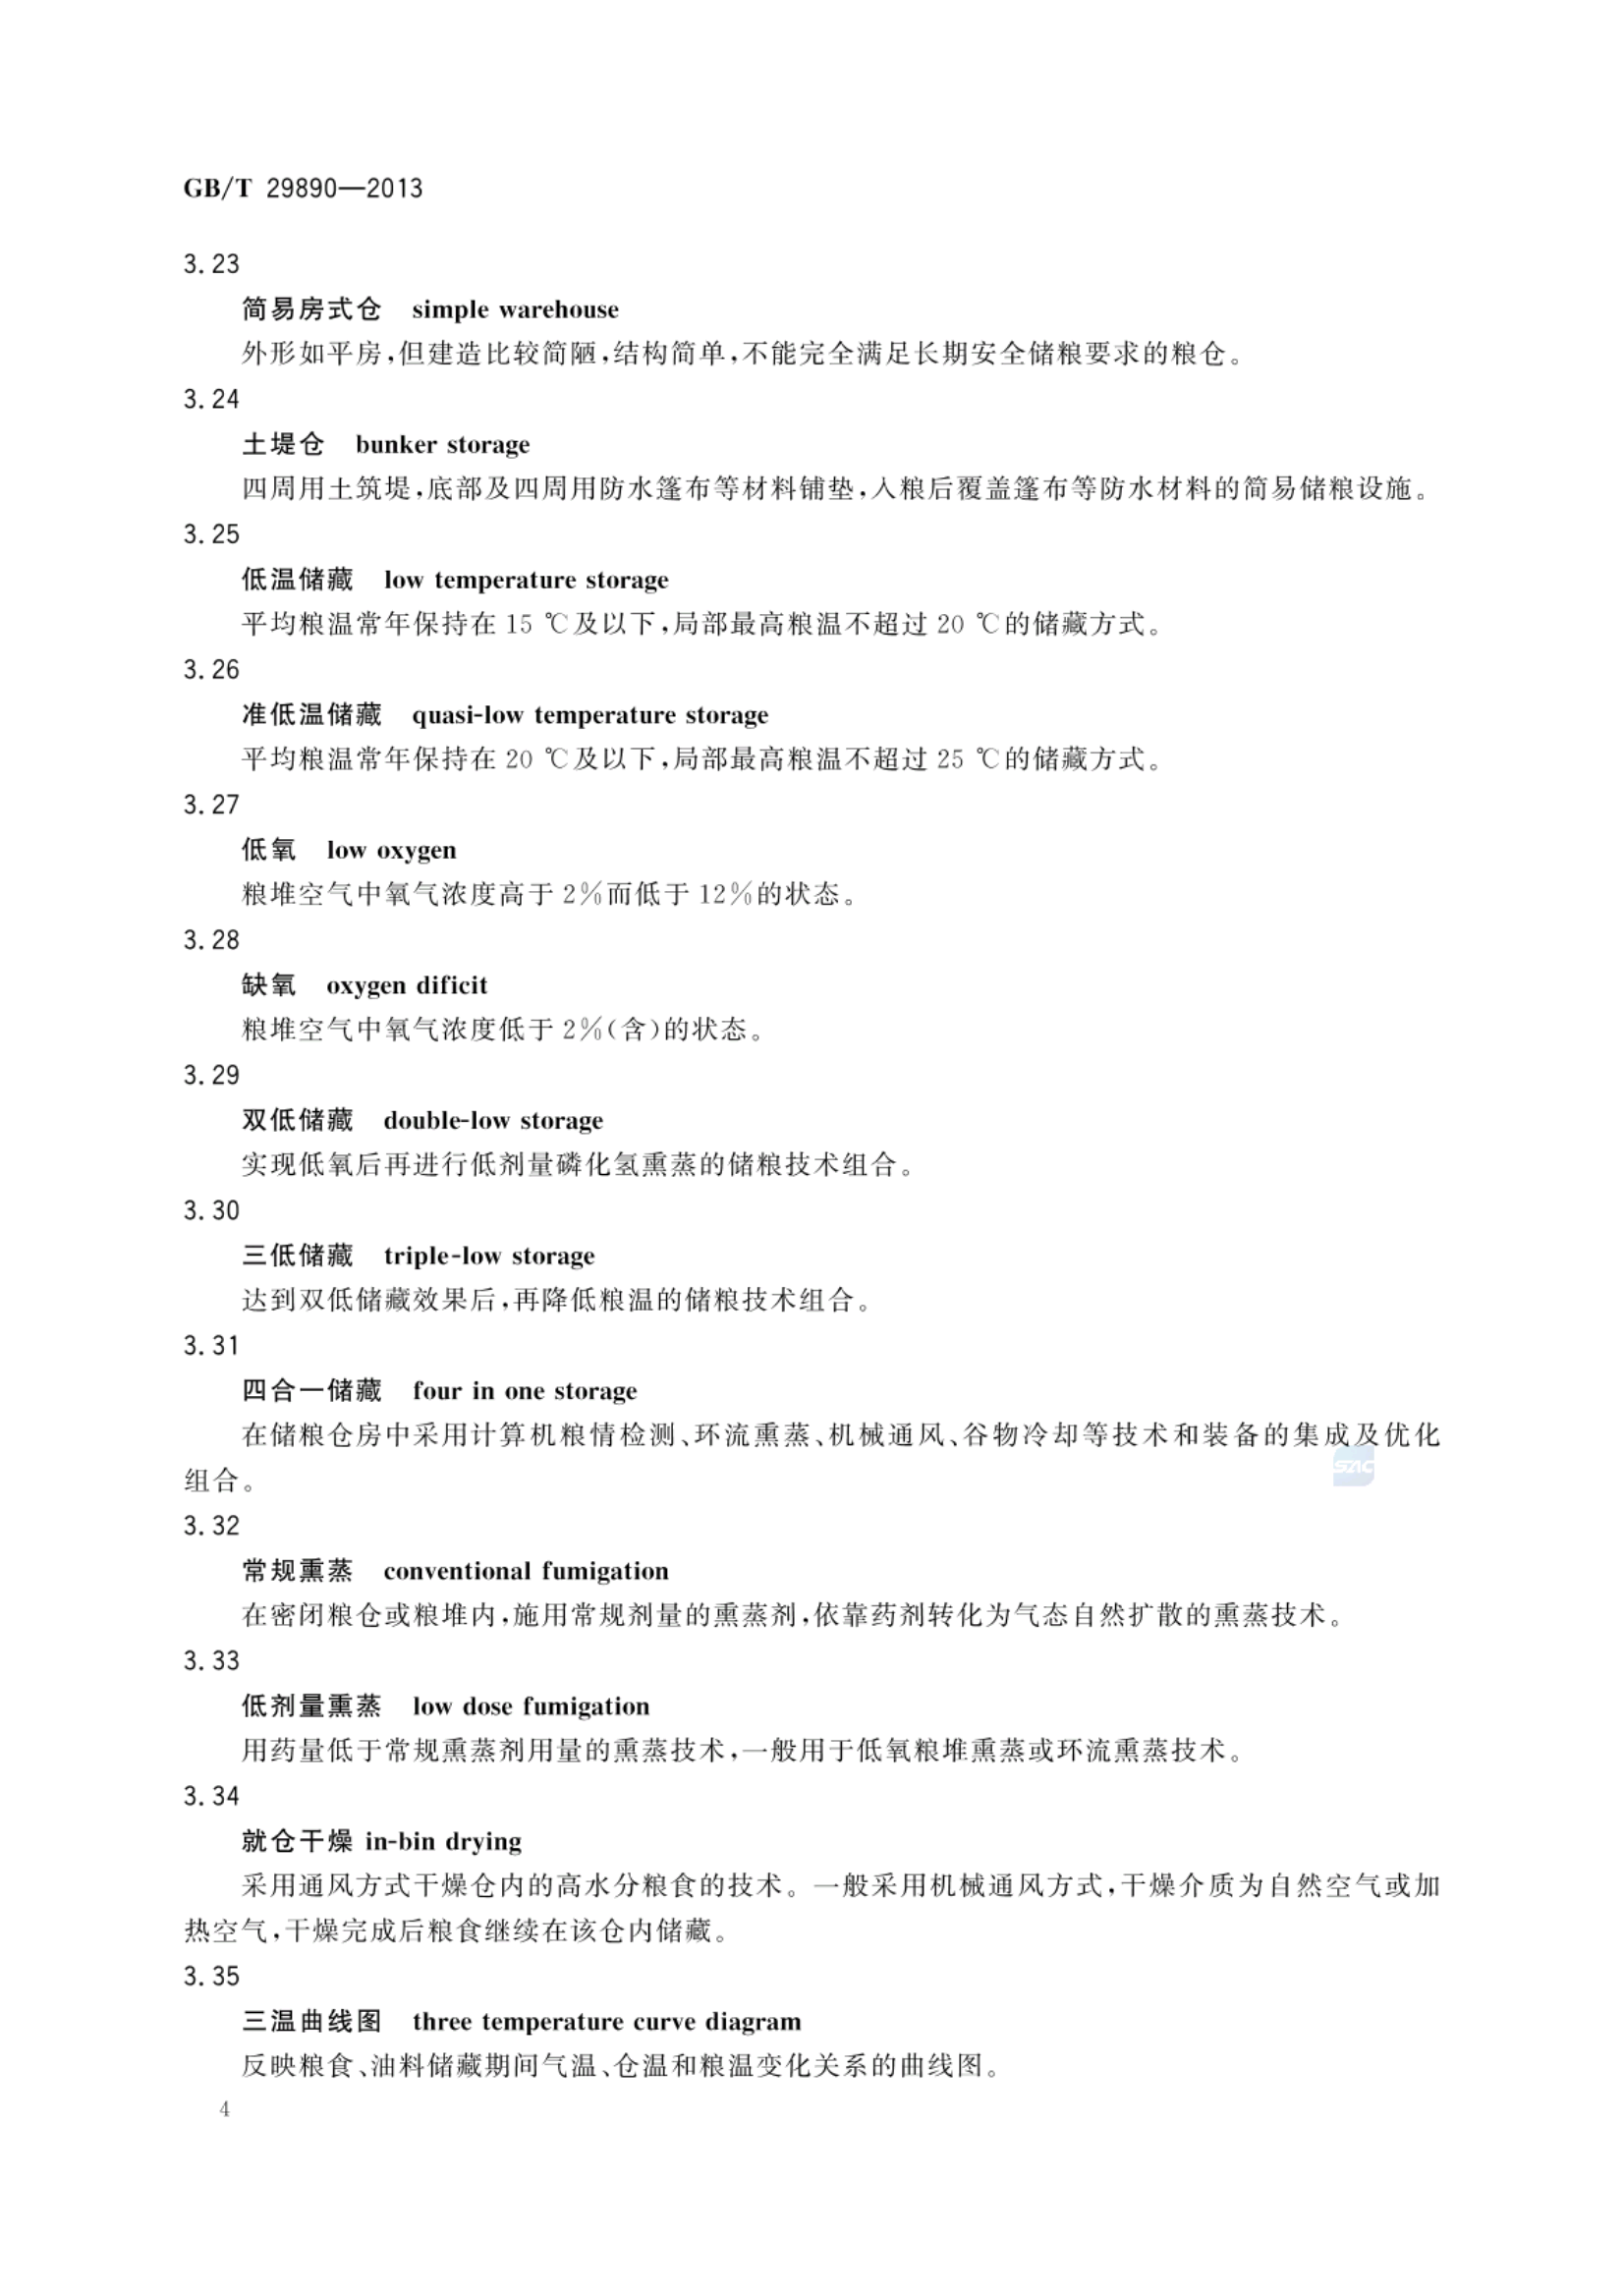 GB/T 29890—2013
3.23
简易房式仓 simple warehouse
外形如平房,但建造比较简陋,结构简单,不能完全满足长期安全储粮要求的粮仓。
3.24
土堤仓 bunker storage
四周用土筑堤,底部及四周用防水篷布等材料铺垫,入粮后覆盖篷布等防水材料的简易储粮设施。
3.25
低温储藏 low temperature storage
平均粮温常年保持在 15 ℃及以下,局部最高粮温不超过 20 ℃的储藏方式。
3.26
准低温储藏 quasi-low temperature storage
平均粮温常年保持在 20 ℃及以下,局部最高粮温不超过 25 ℃的储藏方式。
3.27
低氧 low oxygen
粮堆空气中氧气浓度高于 2%而低于 12%的状态。
3.28
缺氧 oxygen dificit
粮堆空气中氧气浓度低于 2%(含)的状态。
3.29
双低储藏 double-low storage
实现低氧后再进行低剂量磷化氢熏蒸的储粮技术组合。
3.30
三低储藏 triple-low storage
达到双低储藏效果后,再降低粮温的储粮技术组合。
3.31
四合一储藏 four in one storage
在储粮仓房中采用计算机粮情检测、环流熏蒸、机械通风、谷物冷却等技术和装备的集成及优化
组合。
SAC
3.32
常规熏蒸 conventional fumigation
在密闭粮仓或粮堆内,施用常规剂量的熏蒸剂,依靠药剂转化为气态自然扩散的熏蒸技术。
3.33
低剂量熏蒸 low dose fumigation
用药量低于常规熏蒸剂用量的熏蒸技术,一般用于低氧粮堆熏蒸或环流熏蒸技术。
3.34
就仓干燥 in-bin drying
采用通风方式干燥仓内的高水分粮食的技术。一般采用机械通风方式,干燥介质为自然空气或加
热空气,干燥完成后粮食继续在该仓内储藏。
3.35
三温曲线图 three temperature curve diagram
反映粮食、油料储藏期间气温、仓温和粮温变化关系的曲线图。
4